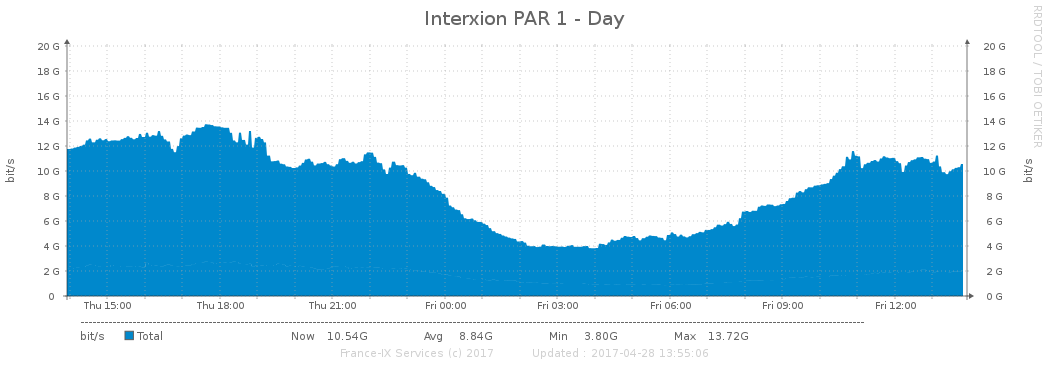 Interxion PAR 1 - Day
RRDTOOL / TOBI OETIKER
bit/s
20 G 20 G
18 G 18 G
16 G 16 G
14 G 14 G
12 G 12 G
10 G 10 G
8 G 8 G
6 G 6 G
4 G 4 G
2 G 2 G
0 0 G
bit/s
Thu 15:00 Thu 18:00 Thu 21:00 Fri 00:00 Fri 03:00 Fri 06:00 Fri 09:00 Fri 12:00
bit/s Total Now 10.54G Avg 8.84G Min 3.80G Max 13.72G
France-IX Services (c) 2017 Updated : 2017-04-28 13:55:06